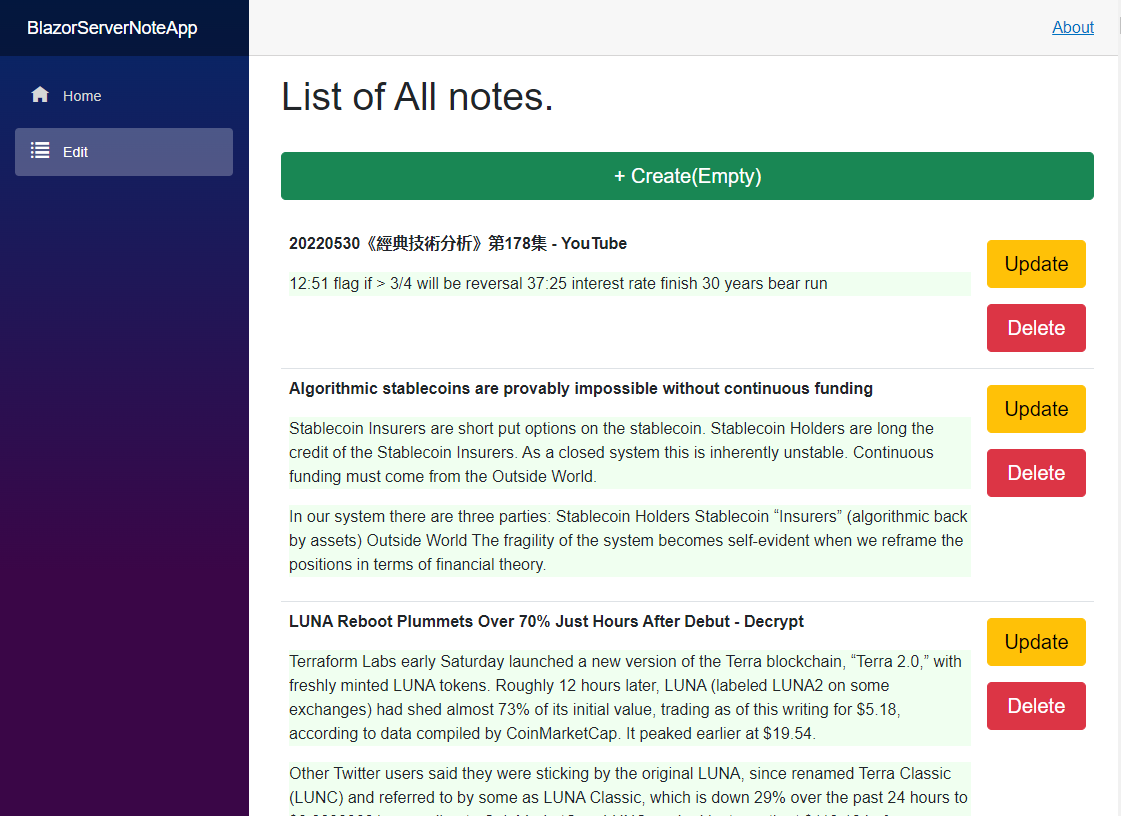 BlazorServerNoteApp
About
Home
Edit
List of All notes.
+ Create(Empty)
20220530《經典技術分析》第178集 - YouTube
12:51 flag if > 3/4 will be reversal 37:25 interest rate finish 30 years bear run
Update
Delete
Algorithmic stablecoins are provably impossible without continuous funding
Stablecoin Insurers are short put options on the stablecoin. Stablecoin Holders are long the
credit of the Stablecoin Insurers. As a closed system this is inherently unstable. Continuous
funding must come from the Outside World.
In our system there are three parties: Stablecoin Holders Stablecoin “Insurers” (algorithmic back
by assets) Outside World The fragility of the system becomes self-evident when we reframe the
positions in terms of financial theory.
Update
Delete
LUNA Reboot Plummets Over 70% Just Hours After Debut - Decrypt
Terraform Labs early Saturday launched a new version of the Terra blockchain, “Terra 2.0,” with
freshly minted LUNA tokens. Roughly 12 hours later, LUNA (labeled LUNA2 on some
exchanges) had shed almost 73% of its initial value, trading as of this writing for $5.18,
according to data compiled by CoinMarketCap. It peaked earlier at $19.54.
Other Twitter users said they were sticking by the original LUNA, since renamed Terra Classic
(LUNC) and referred to by some as LUNA Classic, which is down 29% over the past 24 hours to
Update
Delete